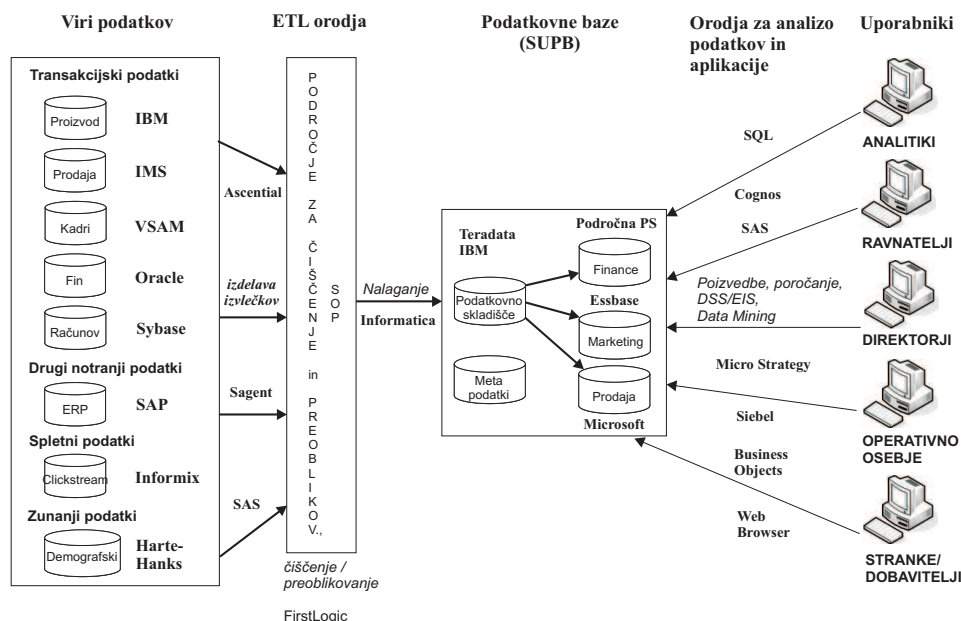 Viri podatkov
ETL orodja
Podatkovne baze
(SUPB)
Orodja za analizo
podatkov in
aplikacije
Uporabniki
Transakcijski podatki
Proizvod
IBM
Prodaja
IMS
Kadri
VSAM
Fin
Oracle
Računov
Sybase
Drugi notranji podatki
ERP
SAP
Spletni podatki
Clickstream
Informix
Zunanji podatki
Demografski
Harte-
Hanks
Ascential
izdelava
izvlečkov
Sagent
SAS
PODROČJE ZA ČIŠČENJE in PREOBLIKOV.,
SOP
čiščenje /
preoblikovanje
FirstLogic
Nalaganje
Informatica
Teradata
IBM
Podatkovno
skladišče
Meta
podatki
Področna PS
Finance
Essbase
Marketing
Prodaja
Microsoft
SQL
Cognos
SAS
Poizvedbe, poročanje,
DSS/EIS,
Data Mining
Micro Strategy
Siebel
Business
Objects
Web
Browser
ANALITIKI
RAVNATELJI
DIREKTORJI
OPERATIVNO
OSEBJE
STRANKE/
DOBAVITELJI